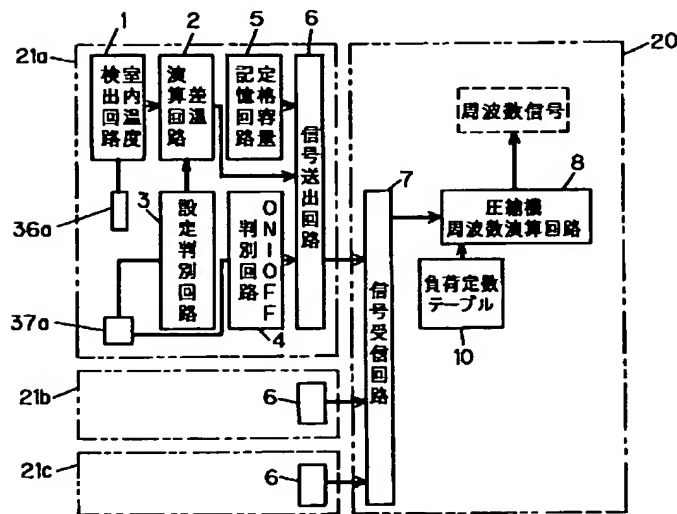 1
2
5
6
21a
20
室内温度
検出回路
差温
演算回路
定格容量
記憶回路
信号送出回路
周波数信号
7
8
圧縮機
周波数演算回路
36a
3
設定判別回路
ON|OFF
判別回路
4
負荷定数
テーブル
10
信号受信回路
37a
21b
6
21c
6